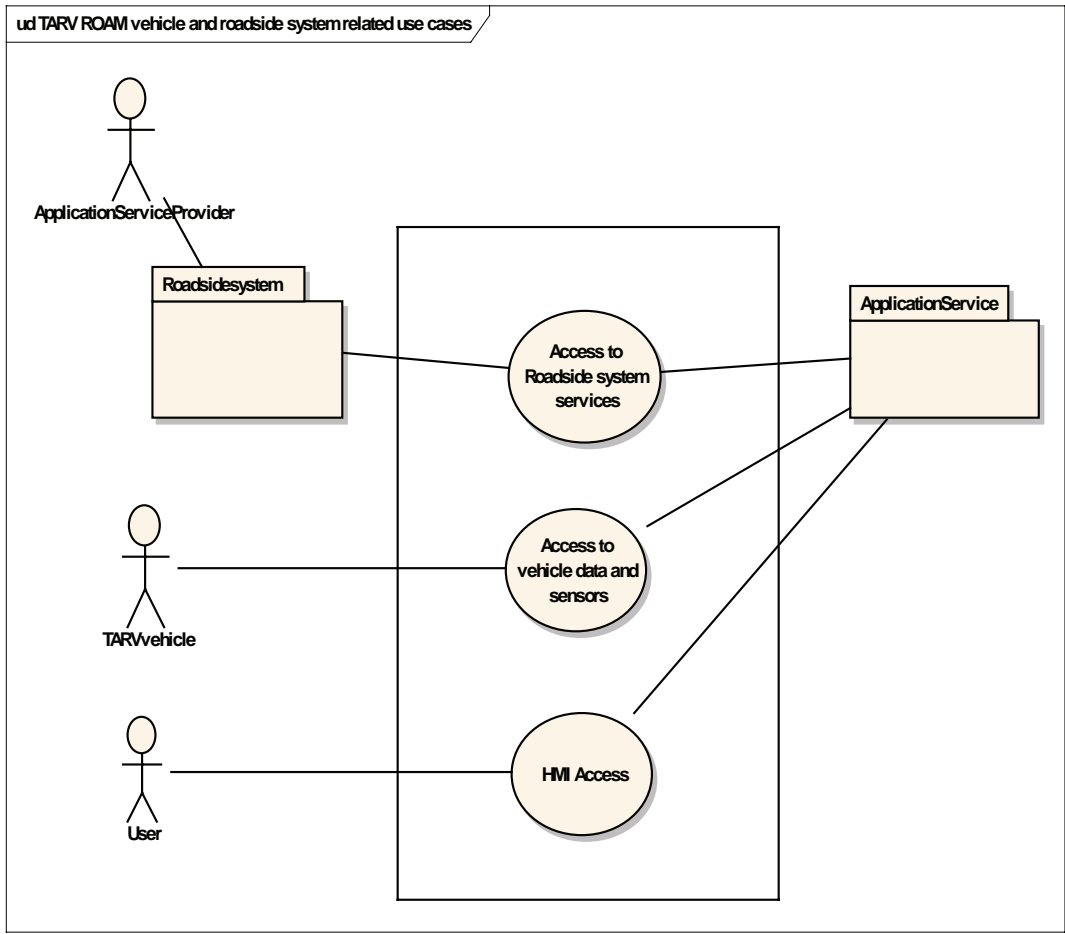 ud TARV ROAM vehicle and roadside system related use cases
ApplicationServiceProvider
Roadsidesystem
ApplicationService
Access to
Roadside system
services
Access to
vehicle data and
sensors
TARVvehicle
HMI Access
User